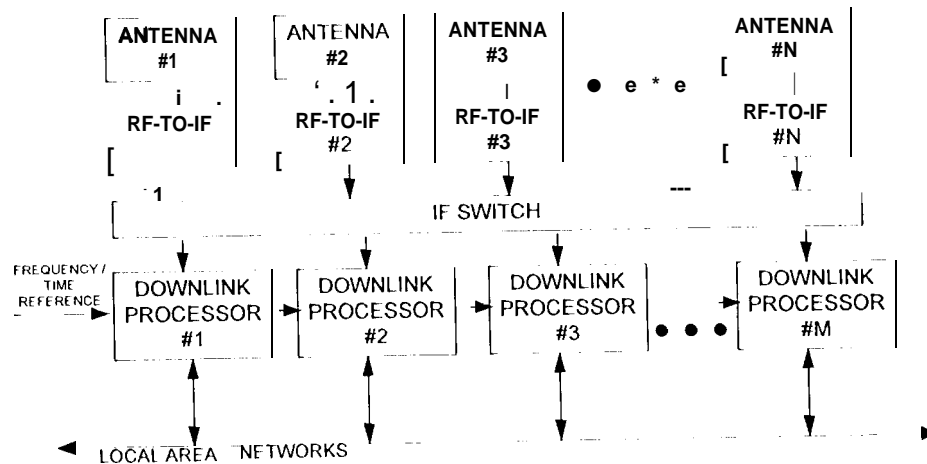 ANTENNA #1
ANTENNA #2
ANTENNA #3
ANTENNA #N
RF-TO-IF
RF-TO-IF #2
RF-TO-IF #3
RF-TO-IF #N
IF SWITCH
FREQUENCY / TIME REFERENCE
DOWNLINK PROCESSOR #1
DOWNLINK PROCESSOR #2
DOWNLINK PROCESSOR #3
DOWNLINK PROCESSOR #M
LOCAL AREA NETWORKS